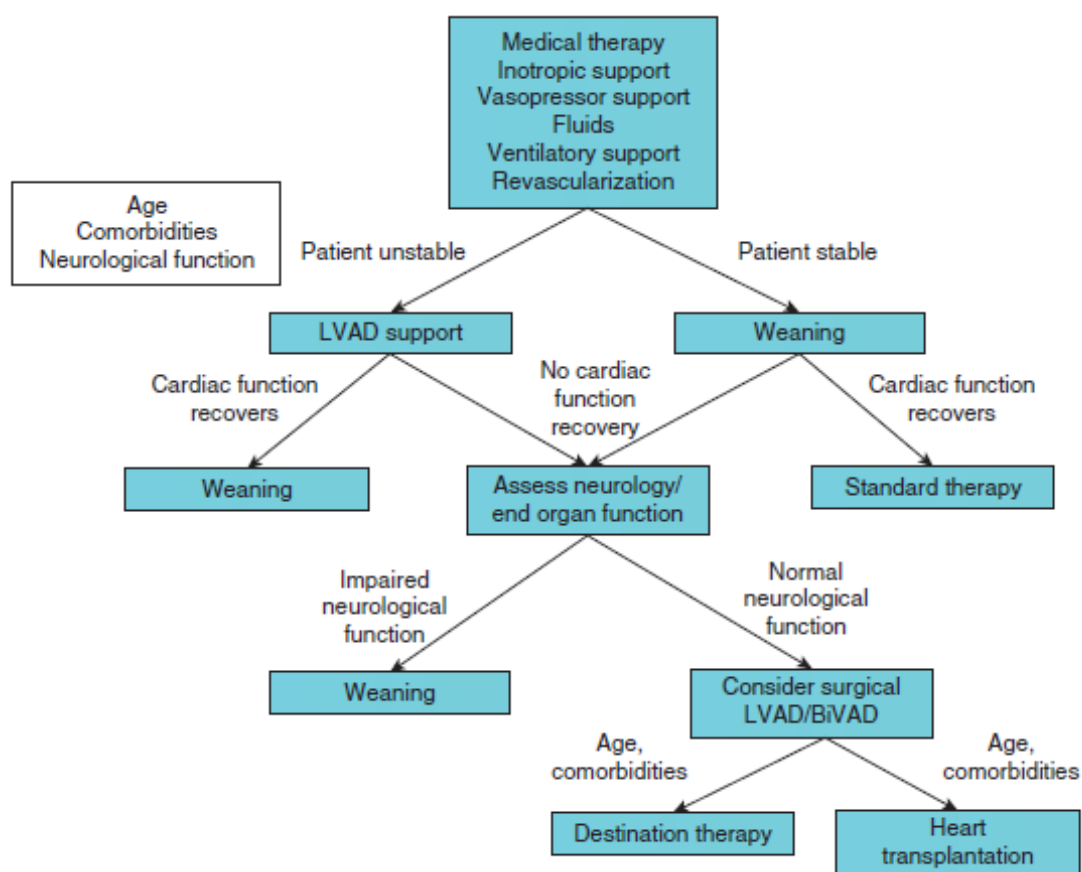 Medical therapy
Inotropic support
Vasopressor support
Fluids
Ventilatory support
Revascularization
Age
Comorbidities
Neurological function
Patient unstable
Patient stable
LVAD support
Weaning
Cardiac function
recovers
No cardiac
function
recovery
Cardiac function
recovers
Weaning
Assess neurology/
end organ function
Standard therapy
Impaired
neurological
function
Normal
neurological
function
Weaning
Consider surgical
LVAD/BiVAD
Age,
comorbidities
Age,
comorbidities
Destination therapy
Heart
transplantation